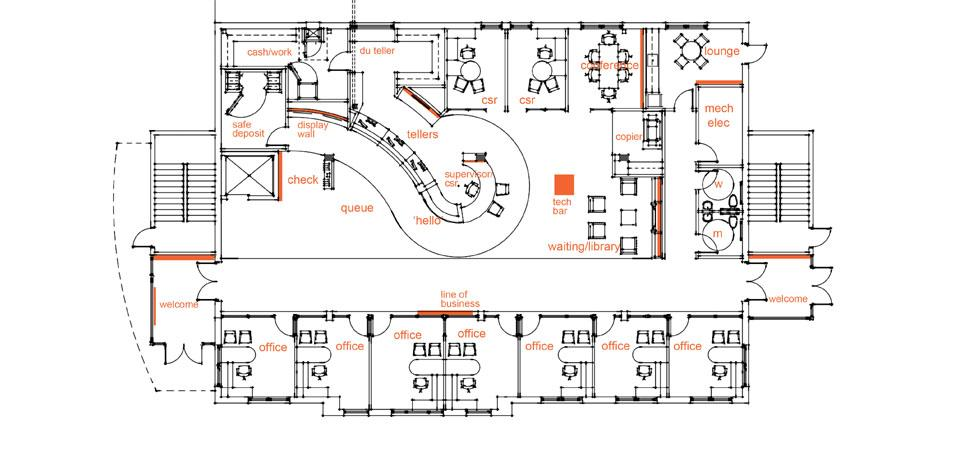 cash/work
du teller
conference
lounge
csr
csr
safe
deposit
display
wall
tellers
mech
elec
copier
check
supervisor
csr.
w
queue
'hello'
tech
bar
m
waiting/library
welcome
line of
business
welcome
office
office
office
office
office
office
office